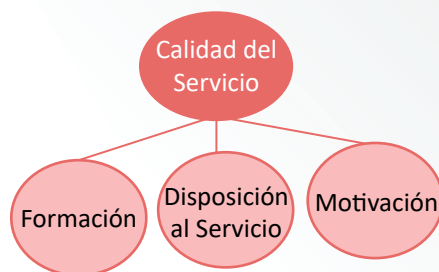 Calidad del
Servicio
Formación
Disposición
al Servicio
Motivación